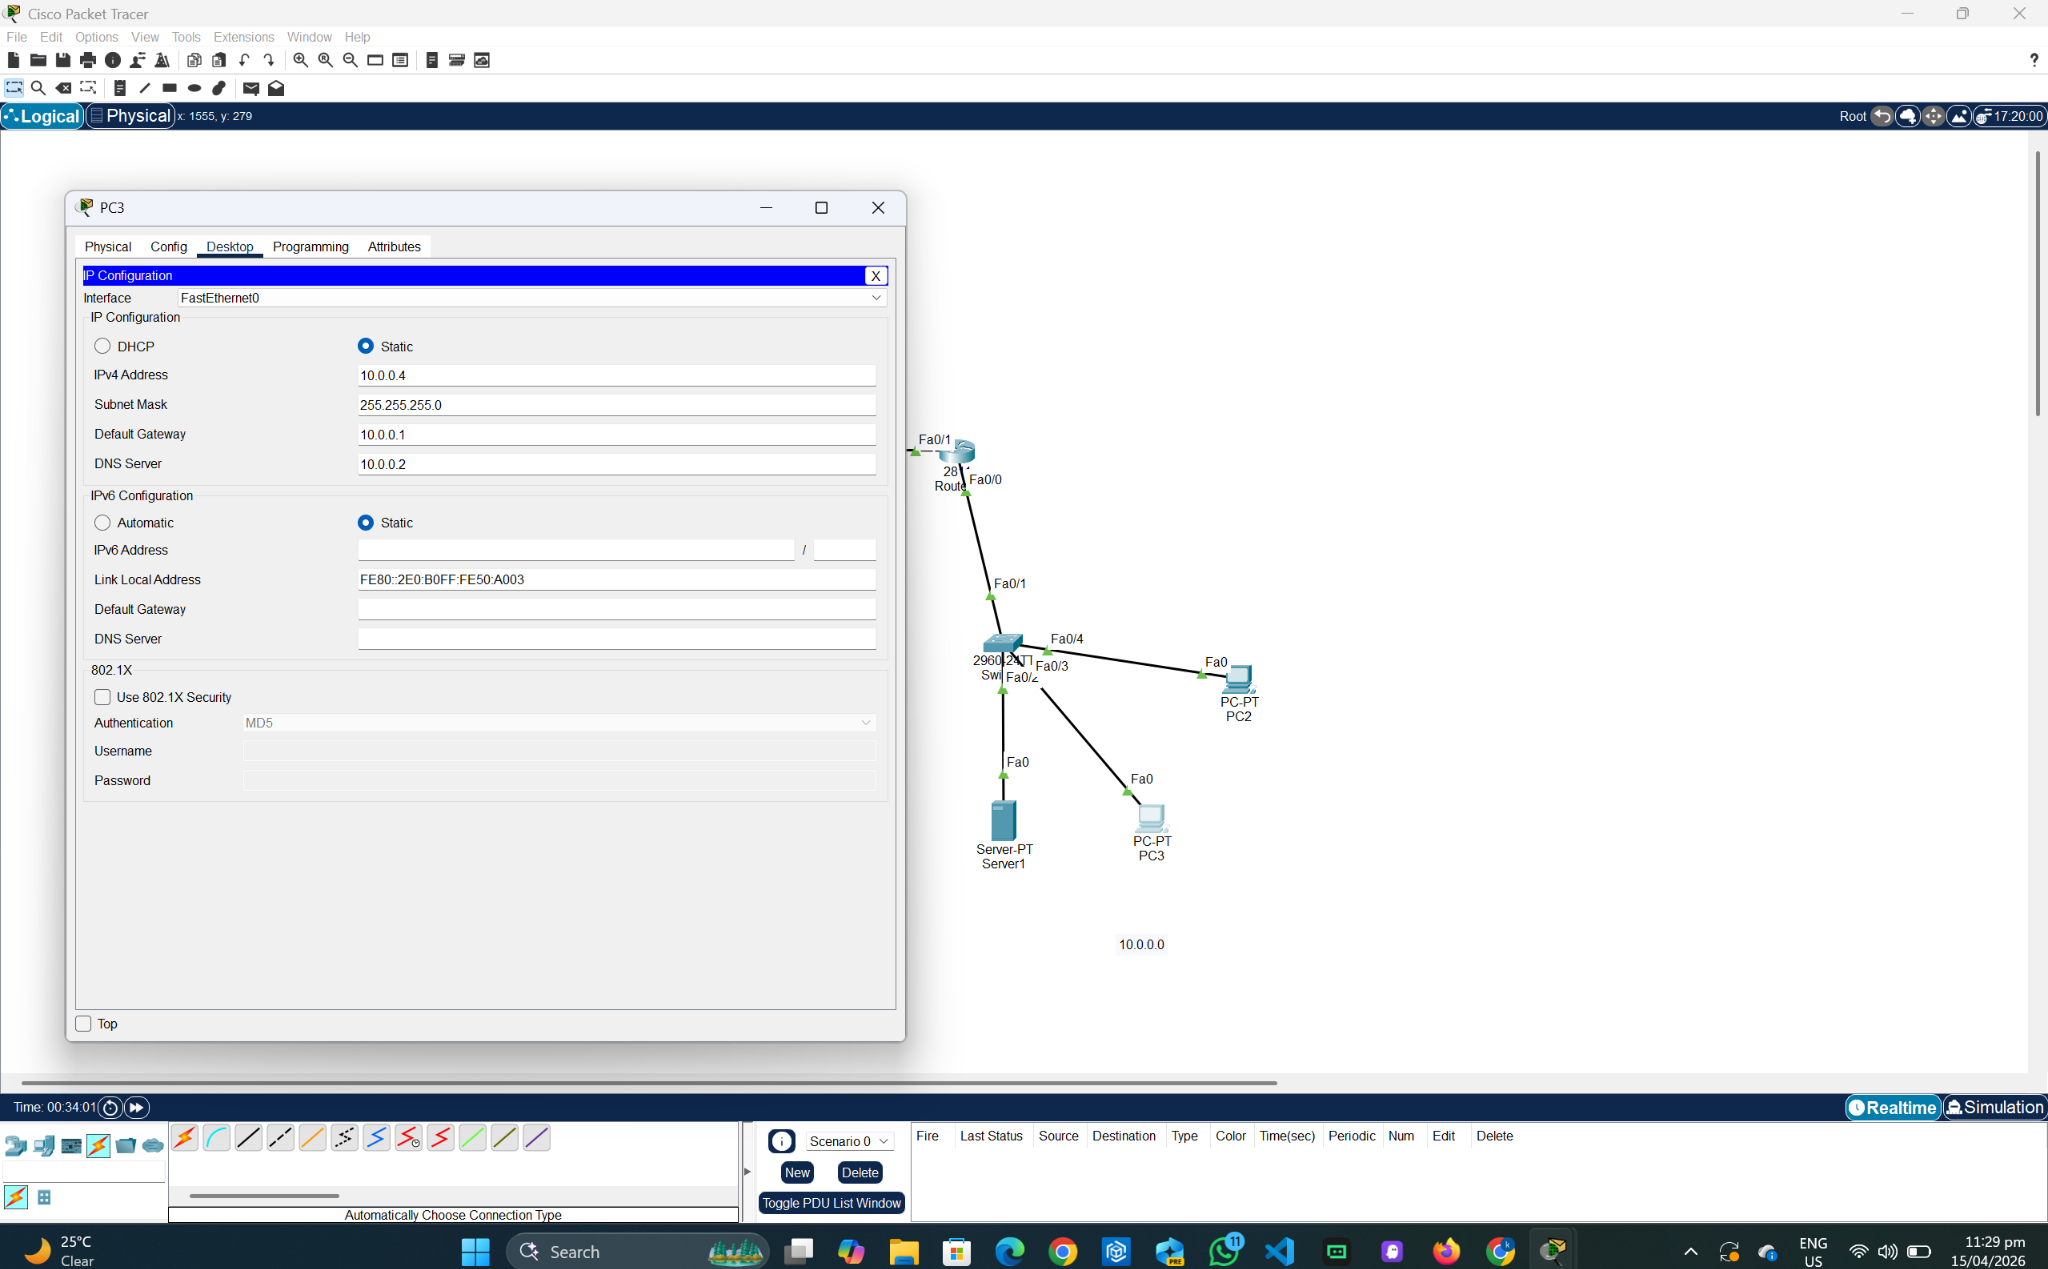 Cisco Packet Tracer
File Edit Options View Tools Extensions Window Help
Logical Physical x: 1555, y: 279 Root 17:20:00
PC3
Physical Config Desktop Programming Attributes
IP Configuration X
Interface FastEthernet0
IP Configuration
DHCP Static
IPv4 Address 10.0.0.4
Subnet Mask 255.255.255.0
Default Gateway 10.0.0.1
DNS Server 10.0.0.2
IPv6 Configuration
Automatic Static
IPv6 Address /
Link Local Address FE80::2E0:B0FF:FE50:A003
Default Gateway
DNS Server
802.1X
Use 802.1X Security
Authentication MD5
Username
Password
Top
Fa0/1
Fa0/0
Fa0/1
Fa0/4
Fa0/3
Fa0/2
Fa0
PC-PT
PC2
Fa0
Server-PT
Server1
Fa0
PC-PT
PC3
10.0.0.0
Time: 00:34:01 Realtime Simulation
Scenario 0
New Delete
Toggle PDU List Window
Fire Last Status Source Destination Type Color Time(sec) Periodic Num Edit Delete
Automatically Choose Connection Type
25°C
Clear
Search
PRE
11
ENG
US
11:29 pm
15/04/2026